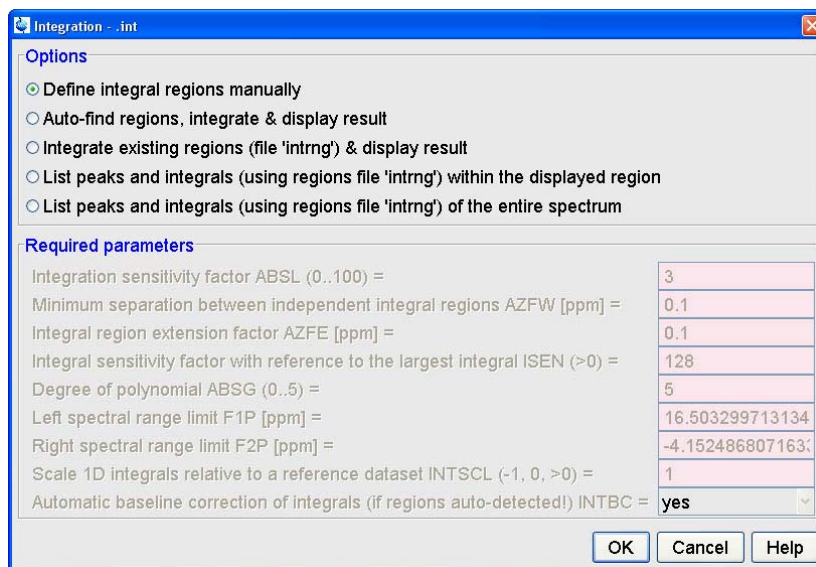 Integration - .int
Options
Define integral regions manually
Auto-find regions, integrate & display result
Integrate existing regions (file 'intrng') & display result
List peaks and integrals (using regions file 'intrng') within the displayed region
List peaks and integrals (using regions file 'intrng') of the entire spectrum
Required parameters
Integration sensitivity factor ABSL (0..100) = 3
Minimum separation between independent integral regions AZFW [ppm] = 0.1
Integral region extension factor AZFE [ppm] = 0.1
Integral sensitivity factor with reference to the largest integral ISEN (>0) = 128
Degree of polynomial ABSG (0..5) = 5
Left spectral range limit F1P [ppm] = 16.503299713134
Right spectral range limit F2P [ppm] = -4.152486807163
Scale 1D integrals relative to a reference dataset INTSCL (-1, 0, >0) = 1
Automatic baseline correction of integrals (if regions auto-detected!) INTBC = yes
OK Cancel Help